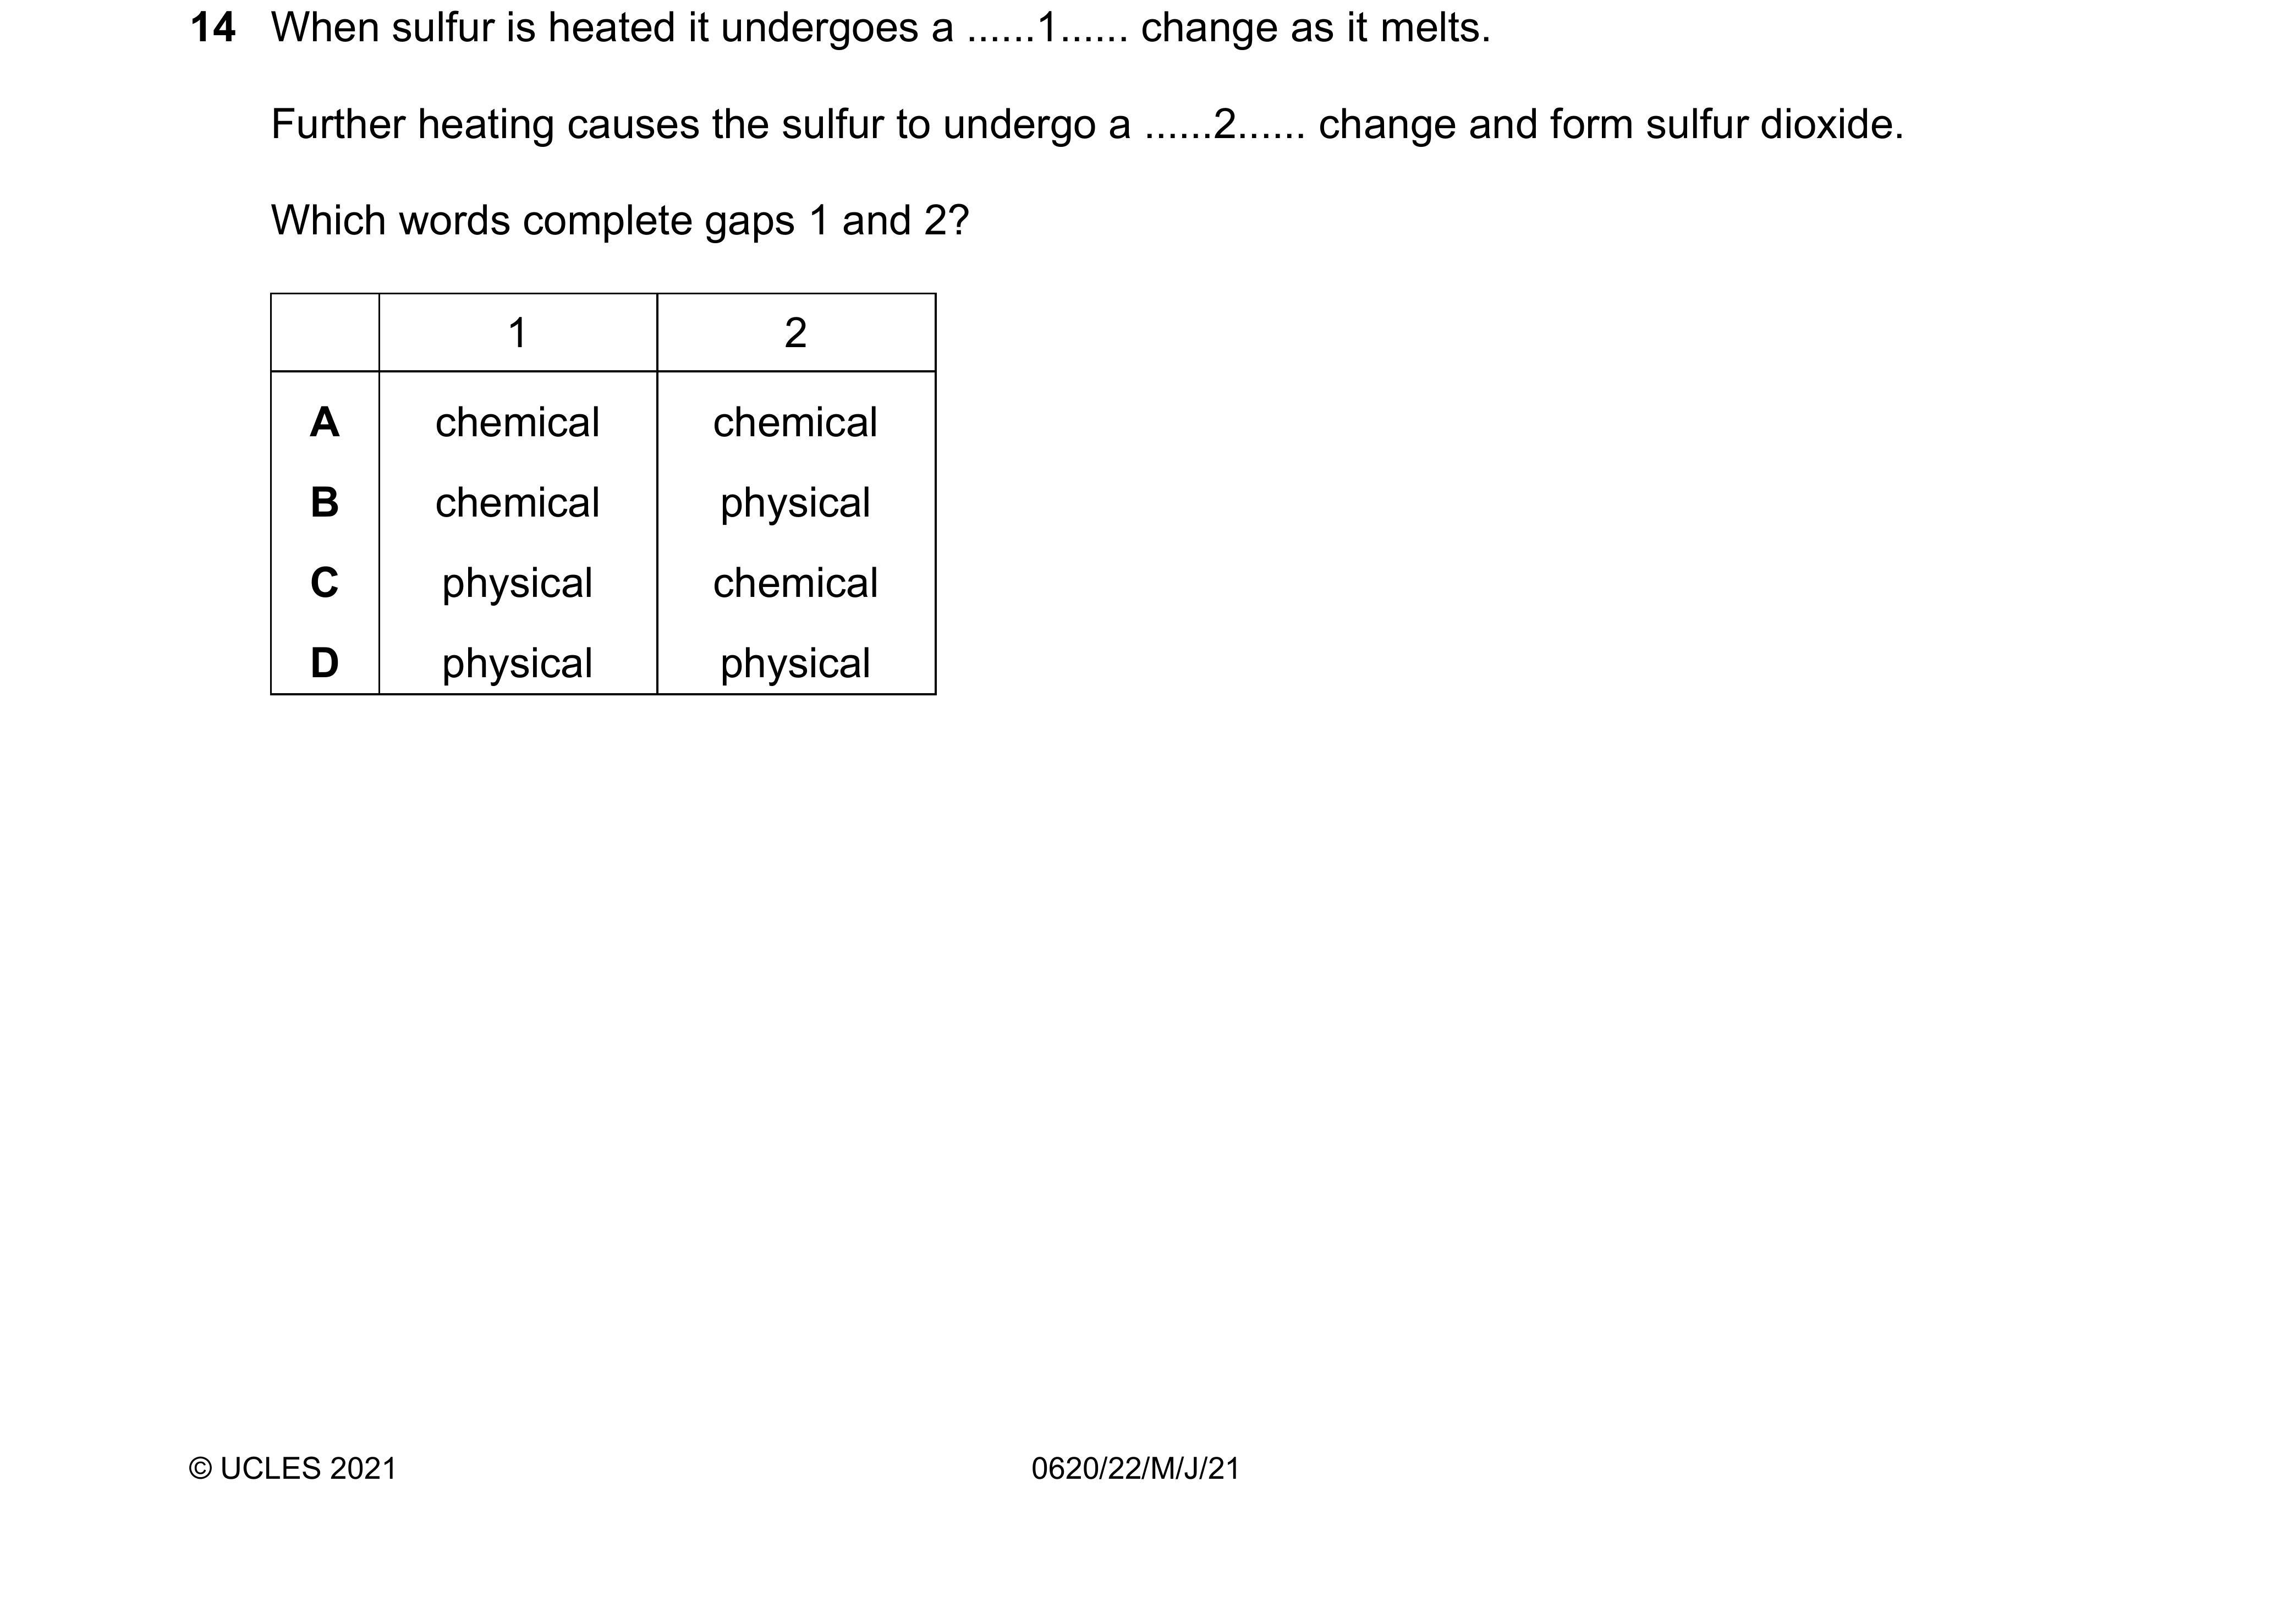 14 When sulfur is heated it undergoes a ......1...... change as it melts.
Further heating causes the sulfur to undergo a ......2...... change and form sulfur dioxide.
Which words complete gaps 1 and 2?
1 2
A chemical chemical
B chemical physical
C physical chemical
D physical physical
© UCLES 2021 0620/22/M/J/21